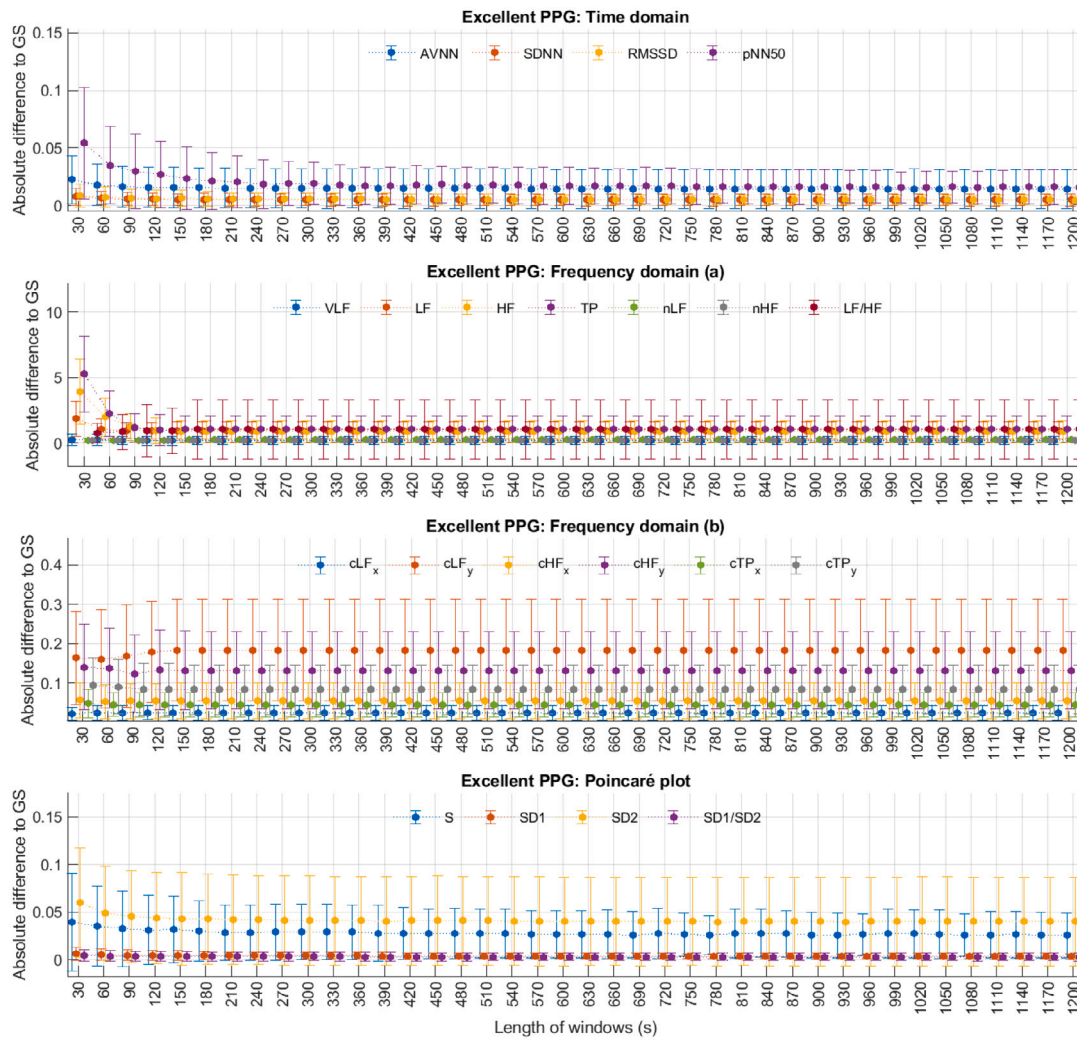 Excellent PPG: Time domain
Absolute difference to GS
0.15
0.1
0.05
0
AVNN SDNN RMSSD pNN50
30 60 90 120 150 180 210 240 270 300 330 360 390 420 450 480 510 540 570 600 630 660 690 720 750 780 810 840 870 900 930 960 990 1020 1050 1080 1110 1140 1170 1200
Excellent PPG: Frequency domain (a)
Absolute difference to GS
10
5
0
VLF LF HF TP nLF nHF LF/HF
30 60 90 120 150 180 210 240 270 300 330 360 390 420 450 480 510 540 570 600 630 660 690 720 750 780 810 840 870 900 930 960 990 1020 1050 1080 1110 1140 1170 1200
Excellent PPG: Frequency domain (b)
Absolute difference to GS
0.4
0.3
0.2
0.1
cLFx cLFy cHFx cHFy cTPx cTPy
30 60 90 120 150 180 210 240 270 300 330 360 390 420 450 480 510 540 570 600 630 660 690 720 750 780 810 840 870 900 930 960 990 1020 1050 1080 1110 1140 1170 1200
Excellent PPG: Poincaré plot
Absolute difference to GS
0.15
0.1
0.05
0
S SD1 SD2 SD1/SD2
30 60 90 120 150 180 210 240 270 300 330 360 390 420 450 480 510 540 570 600 630 660 690 720 750 780 810 840 870 900 930 960 990 1020 1050 1080 1110 1140 1170 1200
Length of windows (s)